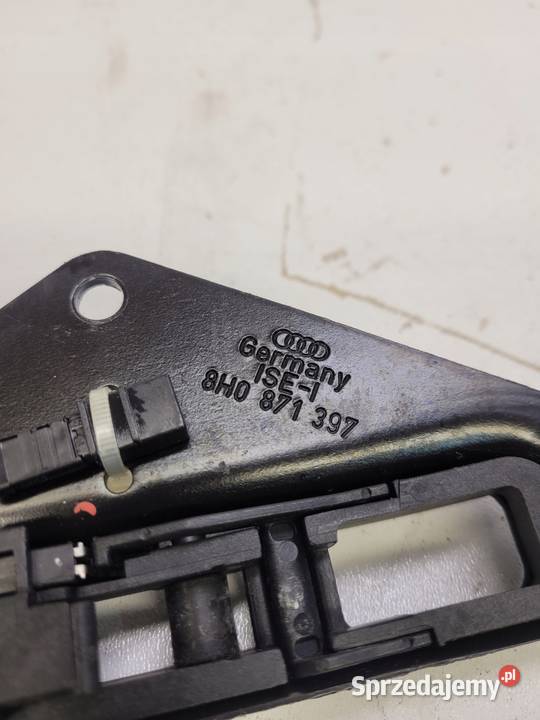 Germany
ISE-I
8H0 871 397
Sprzedajemy.pl